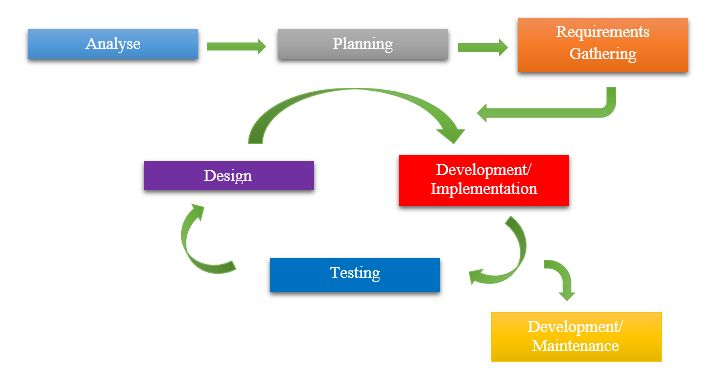 Analyse
Planning
Requirements
Gathering
Design
Development/
Implementation
Testing
Development/
Maintenance